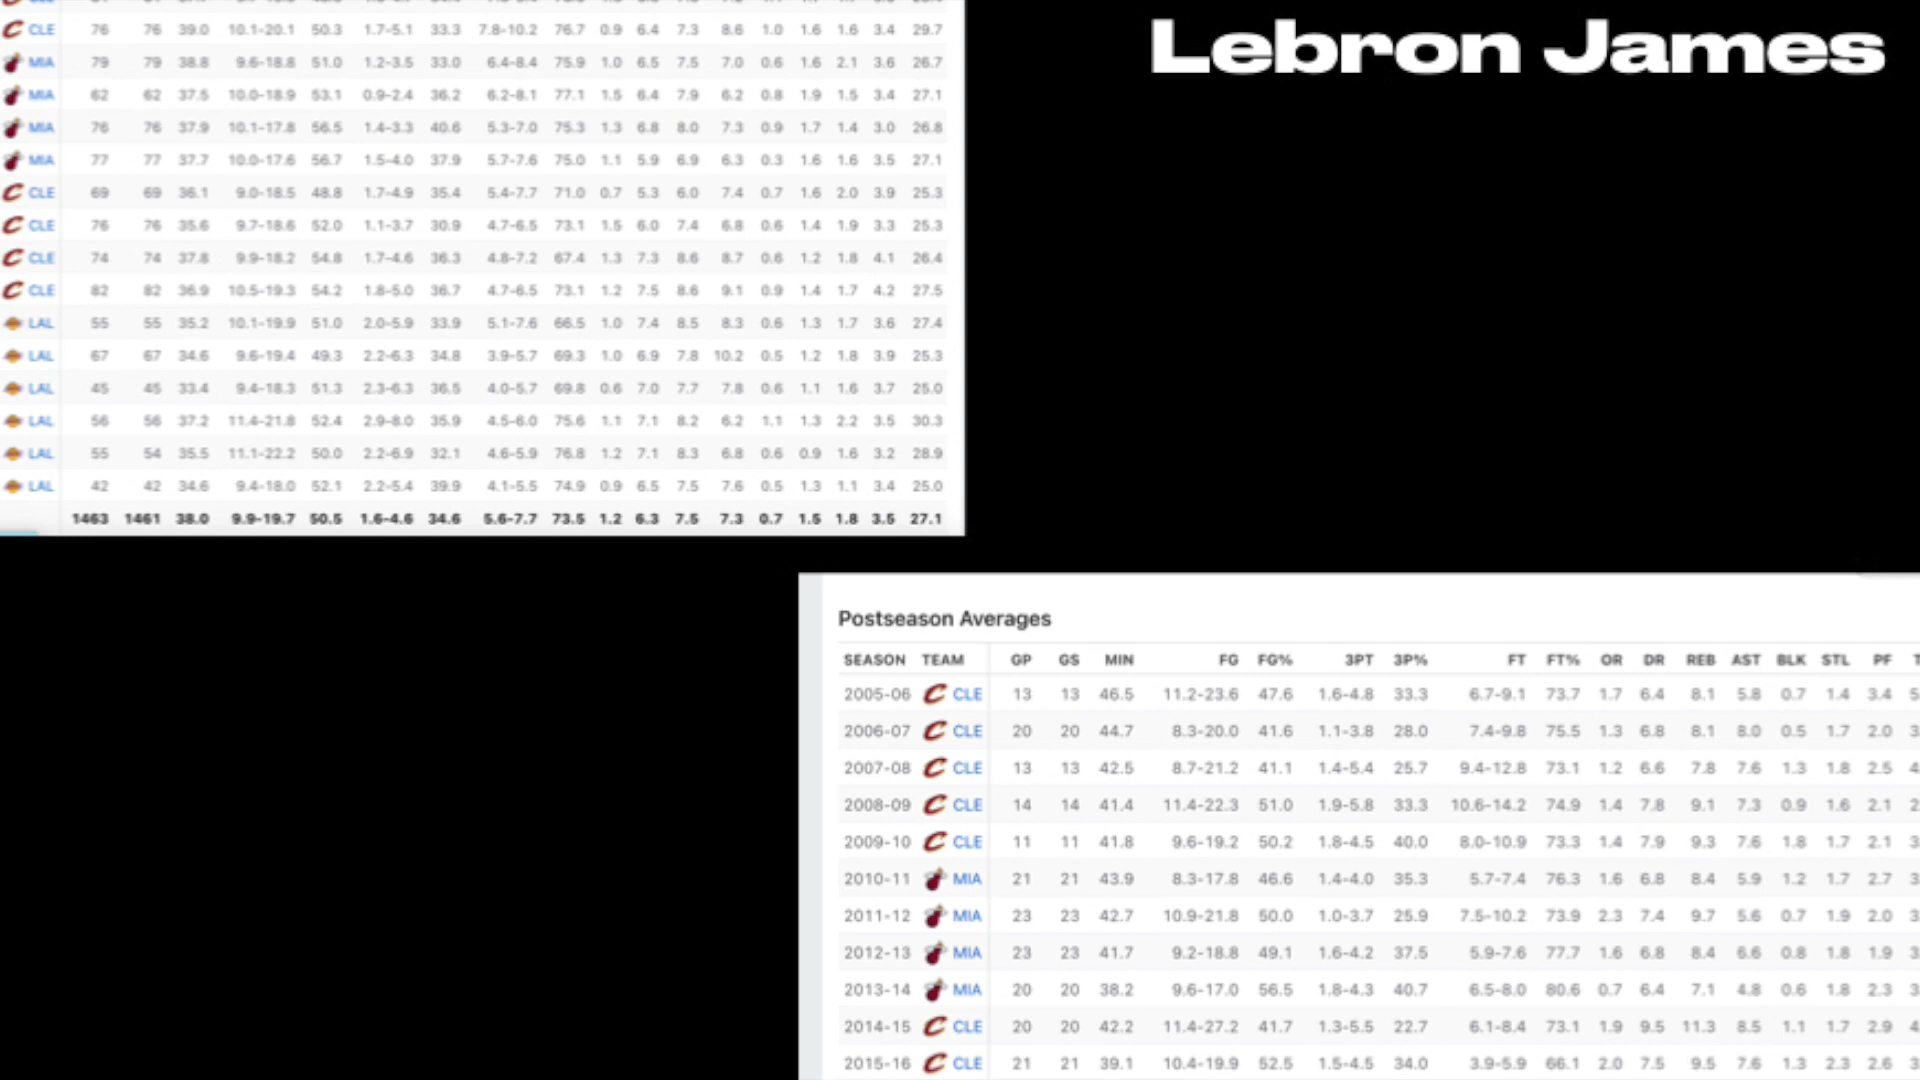 CLE 76 76 39.0 10.1-20.1 50.3 1.7-5.1 33.3 7.8-10.2 76.7 0.9 6.4 7.3 8.6 1.0 1.6 1.6 3.4 29.7
Lebron James
MIA 79 79 38.8 9.6-18.8 51.0 1.2-3.5 33.0 6.4-8.4 75.9 1.0 6.5 7.5 7.0 0.6 1.6 2.1 3.6 26.7
MIA 62 62 37.5 10.0-18.9 53.1 0.9-2.4 36.2 6.2-8.1 77.1 1.5 6.4 7.9 6.2 0.8 1.9 1.5 3.4 27.1
MIA 76 76 37.9 10.1-17.8 56.5 1.4-3.3 40.6 5.3-7.0 75.3 1.3 6.8 8.0 7.3 0.9 1.7 1.4 3.0 26.8
MIA 77 77 37.7 10.0-17.6 56.7 1.5-4.0 37.9 5.7-7.6 75.0 1.1 5.9 6.9 6.3 0.3 1.6 1.6 3.5 27.1
CLE 69 69 36.1 9.0-18.5 48.8 1.7-4.9 35.4 5.4-7.7 71.0 0.7 5.3 6.0 7.4 0.7 1.6 2.0 3.9 25.3
CLE 76 76 35.6 9.7-18.6 52.0 1.1-3.7 30.9 4.7-6.5 73.1 1.5 6.0 7.4 6.8 0.6 1.4 1.9 3.3 25.3
CLE 74 74 37.8 9.9-18.2 54.8 1.7-4.6 36.3 4.8-7.2 67.4 1.3 7.3 8.6 8.7 0.6 1.2 1.8 4.1 26.4
CLE 82 82 36.9 10.5-19.3 54.2 1.8-5.0 36.7 4.7-6.5 73.1 1.2 7.5 8.6 9.1 0.9 1.4 1.7 4.2 27.5
LAL 55 55 35.2 10.1-19.9 51.0 2.0-5.9 33.9 5.1-7.6 66.5 1.0 7.4 8.5 8.3 0.6 1.3 1.7 3.6 27.4
LAL 67 67 34.6 9.6-19.4 49.3 2.2-6.3 34.8 3.9-5.7 69.3 1.0 6.9 7.8 10.2 0.5 1.2 1.8 3.9 25.3
LAL 45 45 33.4 9.4-18.3 51.3 2.3-6.3 36.5 4.0-5.7 69.8 0.6 7.0 7.7 7.8 0.6 1.1 1.6 3.7 25.0
LAL 56 56 37.2 11.4-21.8 52.4 2.9-8.0 35.9 4.5-6.0 75.6 1.1 7.1 8.2 6.2 1.1 1.3 2.2 3.5 30.3
LAL 55 54 35.5 11.1-22.2 50.0 2.2-6.9 32.1 4.6-5.9 76.8 1.2 7.1 8.3 6.8 0.6 0.9 1.6 3.2 28.9
LAL 42 42 34.6 9.4-18.0 52.1 2.2-5.4 39.9 4.1-5.5 74.9 0.9 6.5 7.5 7.6 0.5 1.3 1.1 3.4 25.0
1463 1461 38.0 9.9-19.7 50.5 1.6-4.6 34.6 5.6-7.7 73.5 1.2 6.3 7.5 7.3 0.7 1.5 1.8 3.5 27.1
Postseason Averages
SEASON TEAM GP GS MIN FG FG% 3PT 3P% FT FT% OR DR REB AST BLK STL PF
2005-06 CLE 13 13 46.5 11.2-23.6 47.6 1.6-4.8 33.3 6.7-9.1 73.7 1.7 6.4 8.1 5.8 0.7 1.4 3.4
2006-07 CLE 20 20 44.7 8.3-20.0 41.6 1.1-3.8 28.0 7.4-9.8 75.5 1.3 6.8 8.1 8.0 0.5 1.7 2.0
2007-08 CLE 13 13 42.5 8.7-21.2 41.1 1.4-5.4 25.7 9.4-12.8 73.1 1.2 6.6 7.8 7.6 1.3 1.8 2.5
2008-09 CLE 14 14 41.4 11.4-22.3 51.0 1.9-5.8 33.3 10.6-14.2 74.9 1.4 7.8 9.1 7.3 0.9 1.6 2.1
2009-10 CLE 11 11 41.8 9.6-19.2 50.2 1.8-4.5 40.0 8.0-10.9 73.3 1.4 7.9 9.3 7.6 1.8 1.7 2.1
2010-11 MIA 21 21 43.9 8.3-17.8 46.6 1.4-4.0 35.3 5.7-7.4 76.3 1.6 6.8 8.4 5.9 1.2 1.7 2.7
2011-12 MIA 23 23 42.7 10.9-21.8 50.0 1.0-3.7 25.9 7.5-10.2 73.9 2.3 7.4 9.7 5.6 0.7 1.9 2.0
2012-13 MIA 23 23 41.7 9.2-18.8 49.1 1.6-4.2 37.5 5.9-7.6 77.7 1.6 6.8 8.4 6.6 0.8 1.8 1.9
2013-14 MIA 20 20 38.2 9.6-17.0 56.5 1.8-4.3 40.7 6.5-8.0 80.6 0.7 6.4 7.1 4.8 0.6 1.8 2.3
2014-15 CLE 20 20 42.2 11.4-27.2 41.7 1.3-5.5 22.7 6.1-8.4 73.1 1.9 9.5 11.3 8.5 1.1 1.7 2.9
2015-16 CLE 21 21 39.1 10.4-19.9 52.5 1.5-4.5 34.0 3.9-5.9 66.1 2.0 7.5 9.5 7.6 1.3 2.3 2.6